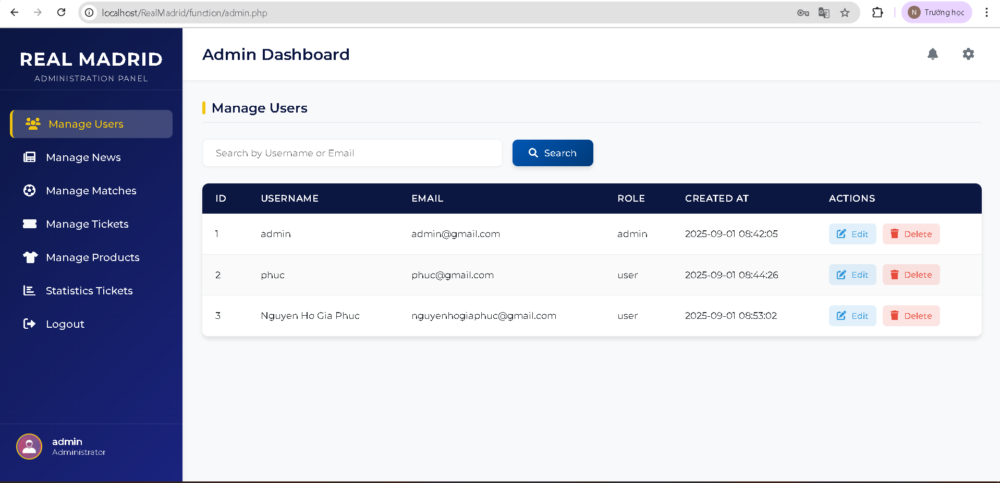 localhost/RealMadrid/function/admin.php
N Trường học
REAL MADRID
ADMINISTRATION PANEL
Manage Users
Manage News
Manage Matches
Manage Tickets
Manage Products
Statistics Tickets
Logout
admin
Administrator
Admin Dashboard
Manage Users
Search by Username or Email
Search
ID USERNAME EMAIL ROLE CREATED AT ACTIONS
1 admin admin@gmail.com admin 2025-09-01 08:42:05 Edit Delete
2 phuc phuc@gmail.com user 2025-09-01 08:44:26 Edit Delete
3 Nguyen Ho Gia Phuc nguyenhogiaphuc@gmail.com user 2025-09-01 08:53:02 Edit Delete